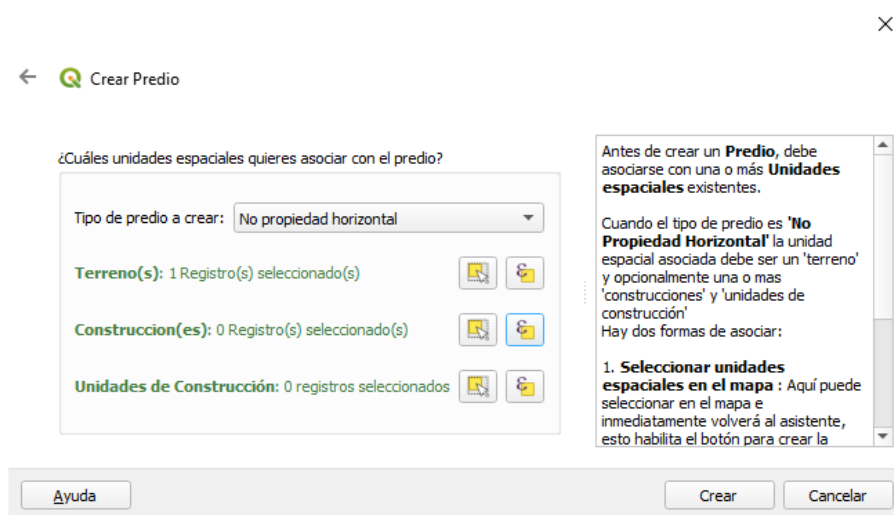 Crear Predio
¿Cuáles unidades espaciales quieres asociar con el predio?
Tipo de predio a crear: No propiedad horizontal
Terreno(s): 1 Registro(s) seleccionado(s)
Construccion(es): 0 Registro(s) seleccionado(s)
Unidades de Construcción: 0 registros seleccionados
Antes de crear un Predio, debe
asociarse con una o más Unidades
espaciales existentes.
Cuando el tipo de predio es 'No
Propiedad Horizontal' la unidad
espacial asociada debe ser un 'terreno'
y opcionalmente una o mas
'construcciones' y 'unidades de
construcción'
Hay dos formas de asociar:
1. Seleccionar unidades
espaciales en el mapa : Aquí puede
seleccionar en el mapa e
inmediatamente volverá al asistente,
esto habilita el botón para crear la
Ayuda
Crear
Cancelar